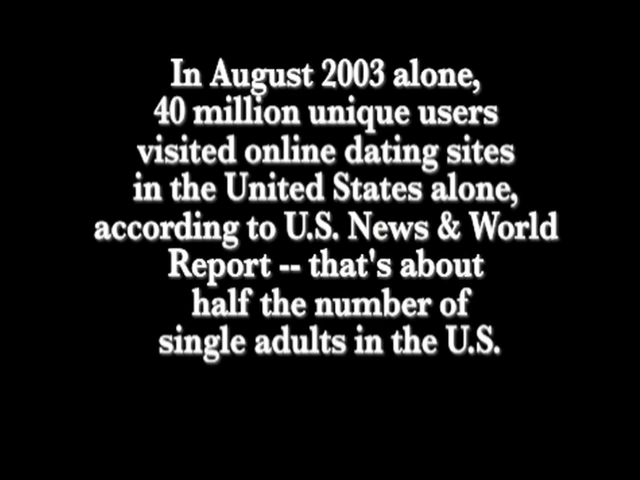 In August 2003 alone,
40 million unique users
visited online dating sites
in the United States alone,
according to U.S. News & World
Report -- that's about
half the number of
single adults in the U.S.